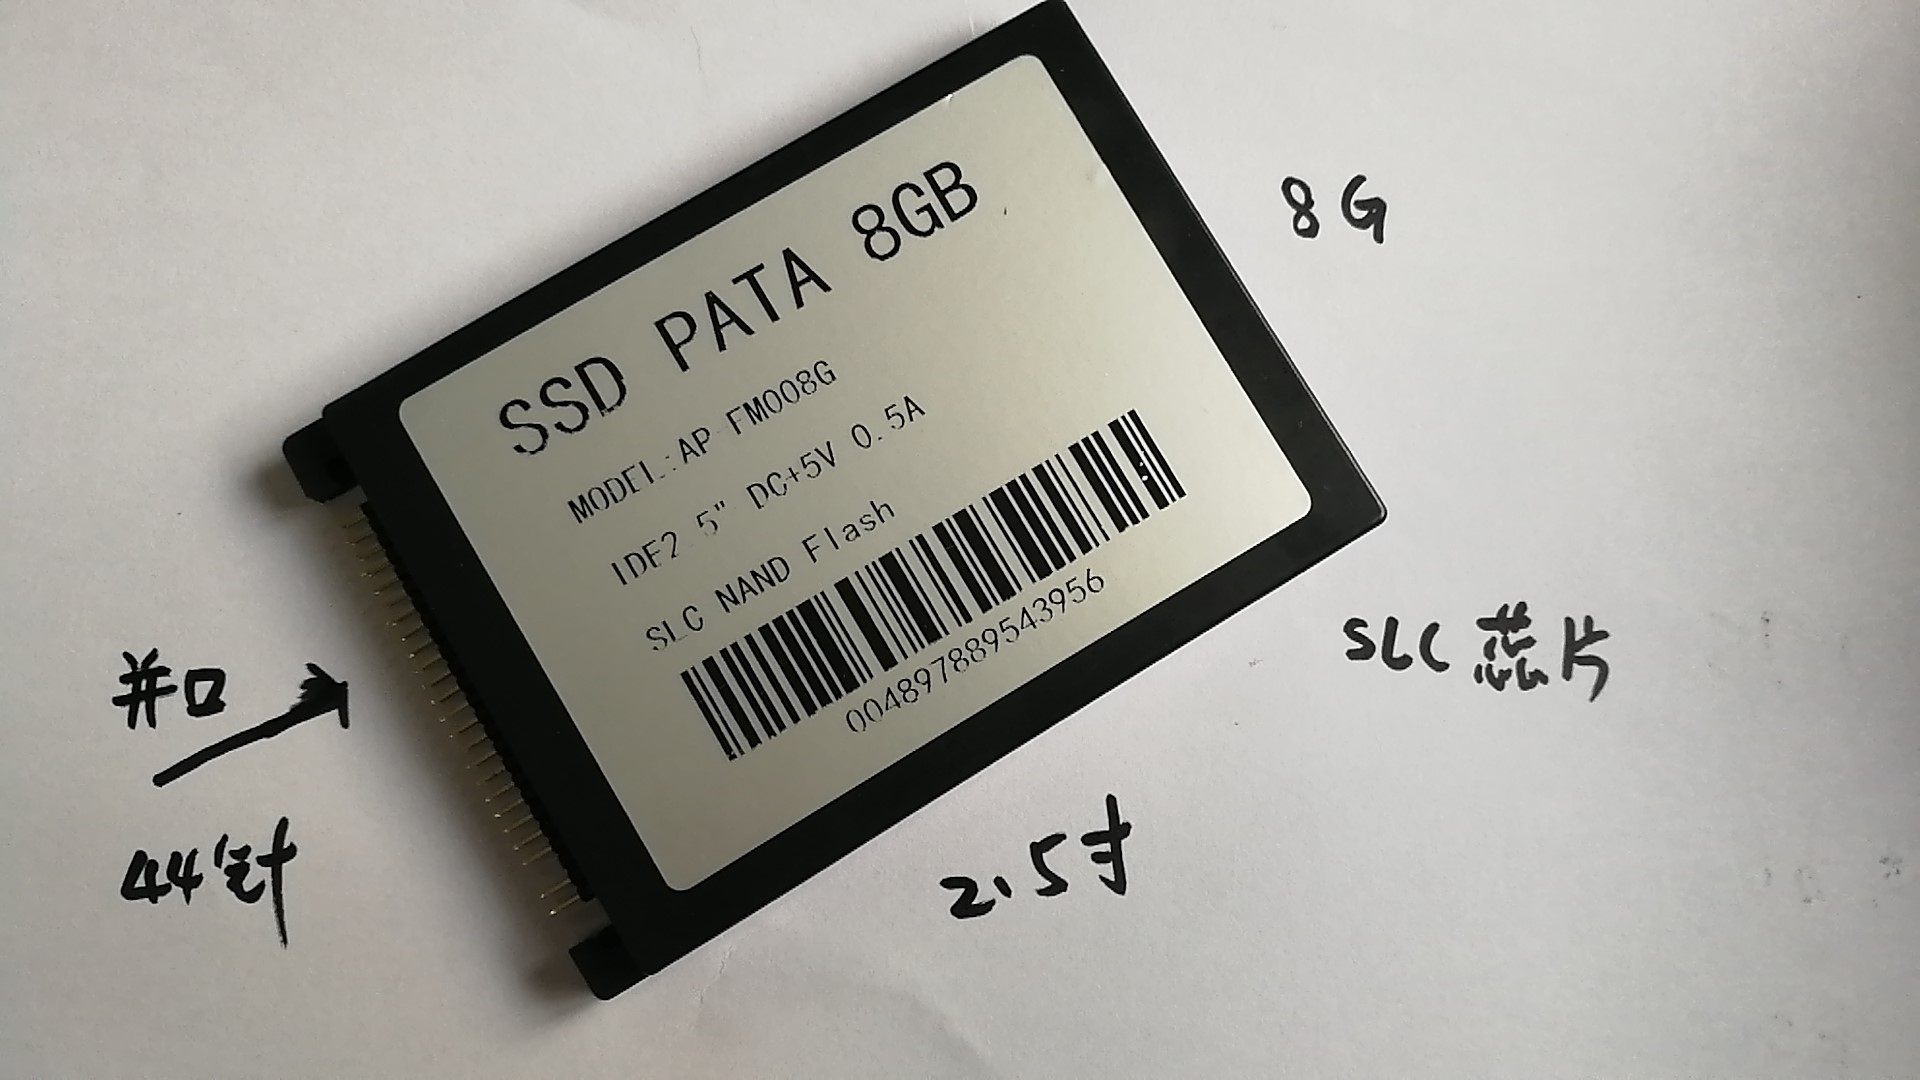 SSD PATA 8GB
MODEL:AP-FM008G
IDE2.5" DC+5V 0.5A
SLC NAND Flash
004897889543956
8G
SLC芯片
2.5寸
并口
44针